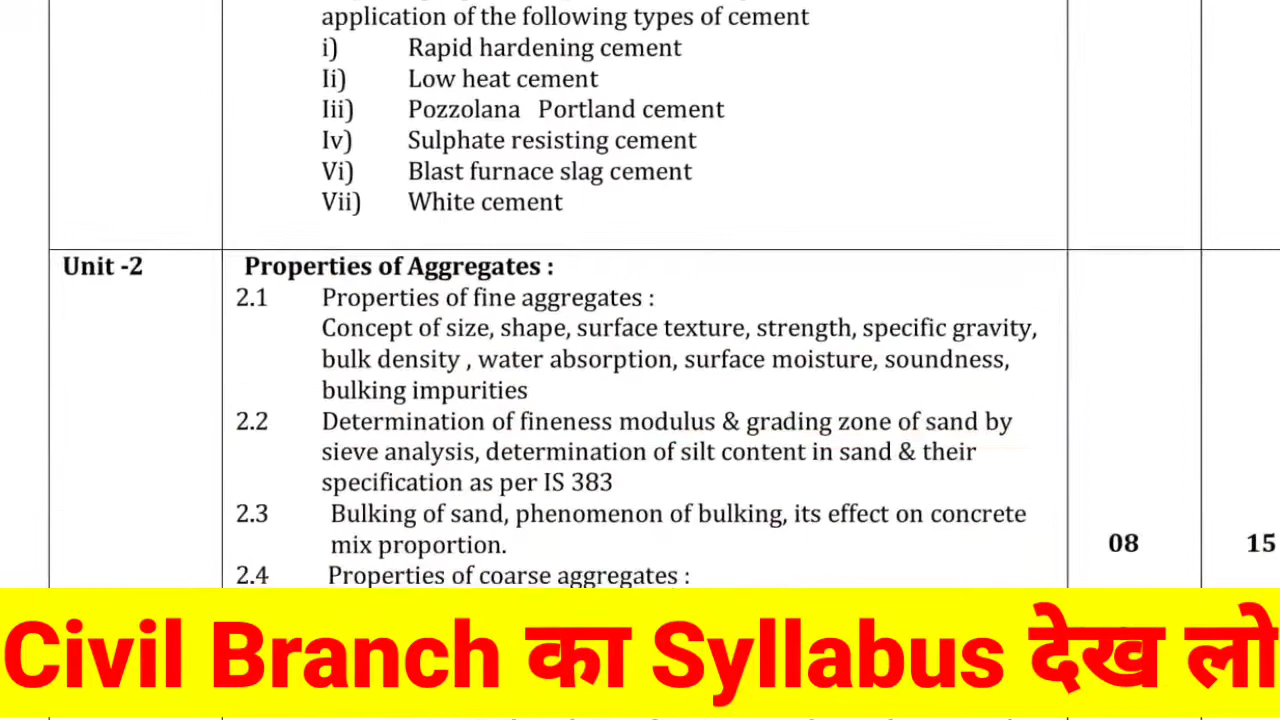 application of the following types of cement
i) Rapid hardening cement
Ii) Low heat cement
Iii) Pozzolana Portland cement
Iv) Sulphate resisting cement
Vi) Blast furnace slag cement
Vii) White cement
Unit -2 Properties of Aggregates :
2.1 Properties of fine aggregates :
Concept of size, shape, surface texture, strength, specific gravity,
bulk density , water absorption, surface moisture, soundness,
bulking impurities
2.2 Determination of fineness modulus & grading zone of sand by
sieve analysis, determination of silt content in sand & their
specification as per IS 383
2.3 Bulking of sand, phenomenon of bulking, its effect on concrete
mix proportion. 08 15
2.4 Properties of coarse aggregates :
Civil Branch का Syllabus देख लो